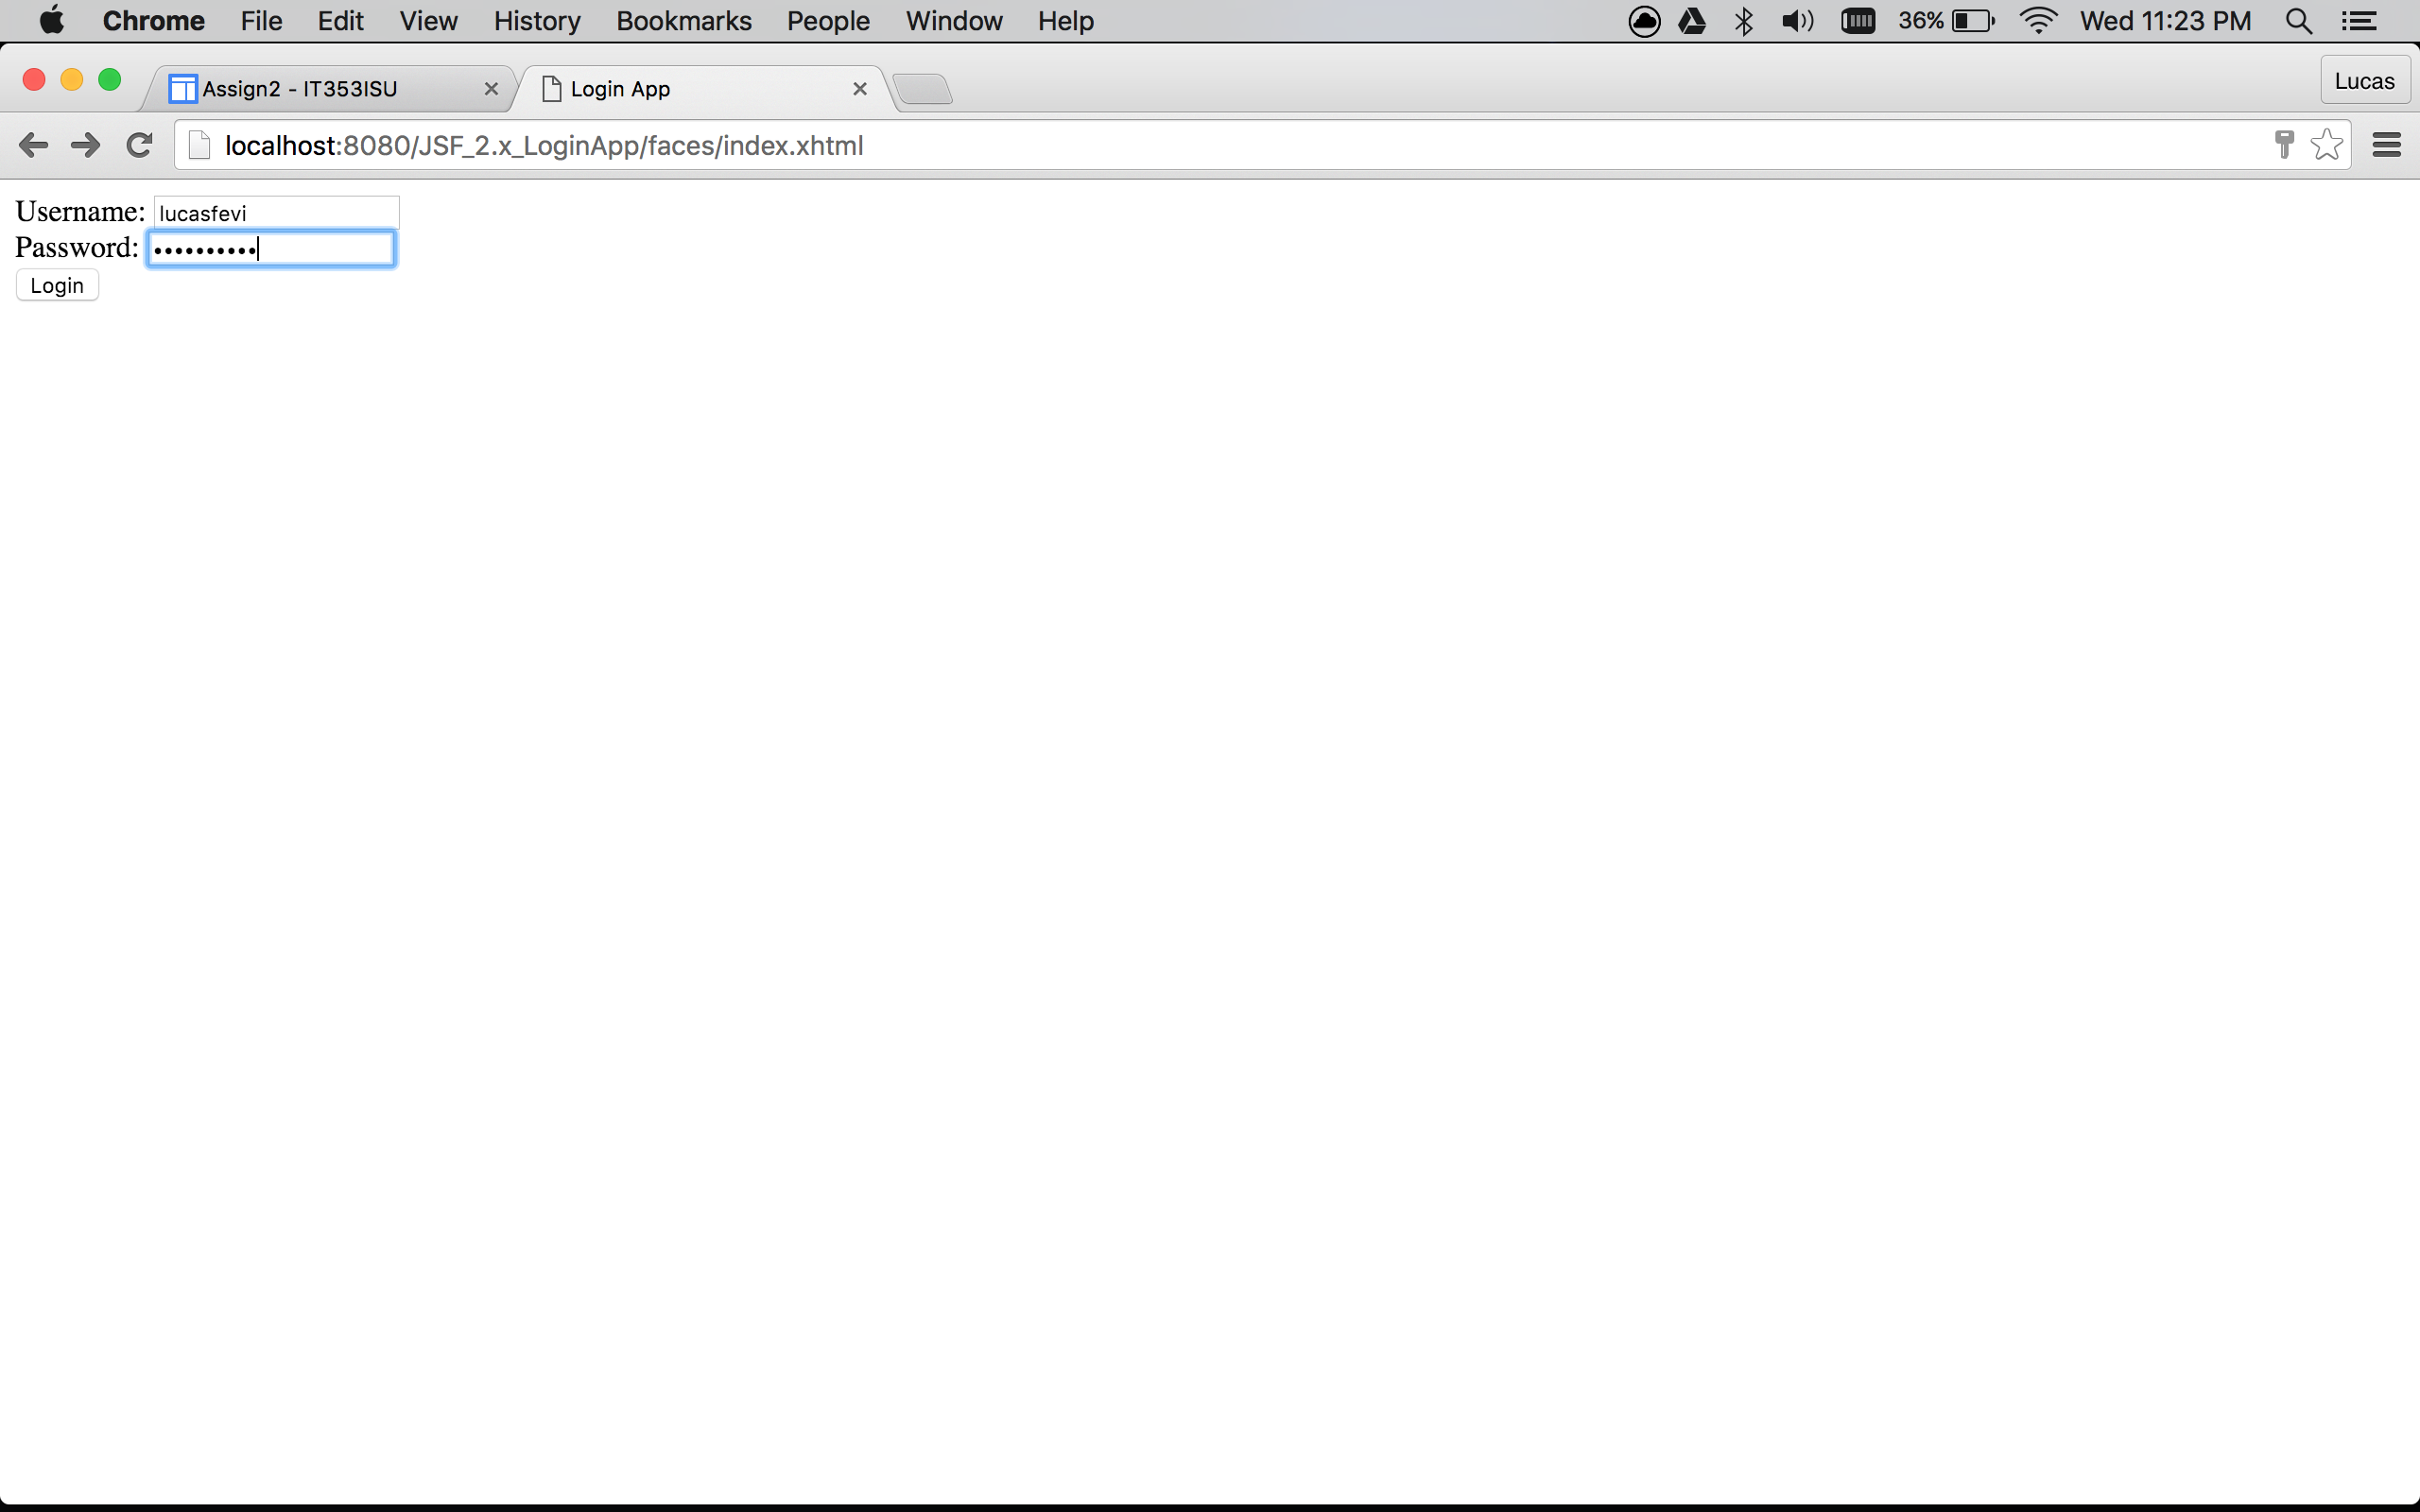 Chrome File Edit View History Bookmarks People Window Help 36% Wed 11:23 PM
Assign2 - IT353ISU Login App Lucas
localhost:8080/JSF_2.x_LoginApp/faces/index.xhtml
Username: lucasfevi
Password: ••••••••••
Login